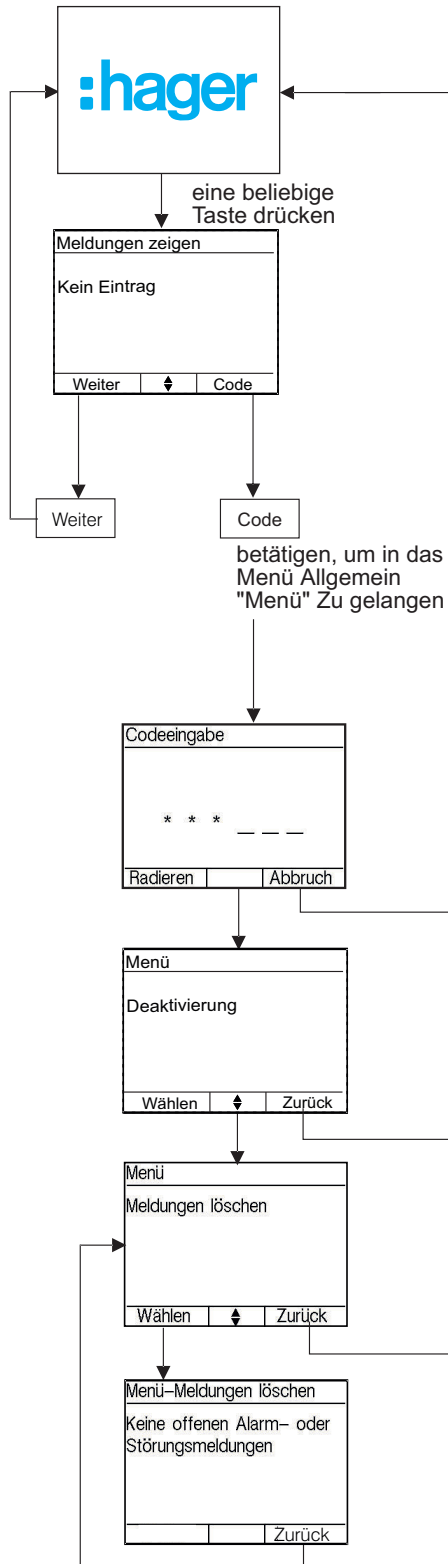 :hager
eine beliebige
Taste drücken
Meldungen zeigen
Kein Eintrag
Weiter Code
Weiter Code
betätigen, um in das
Menü Allgemein
"Menü" Zu gelangen
Codeeingabe
* * * _ _ _
Radieren Abbruch
Menü
Deaktivierung
Wählen Zurück
Menü
Meldungen löschen
Wählen Zurück
Menü–Meldungen löschen
Keine offenen Alarm– oder
Störungsmeldungen
Zurück